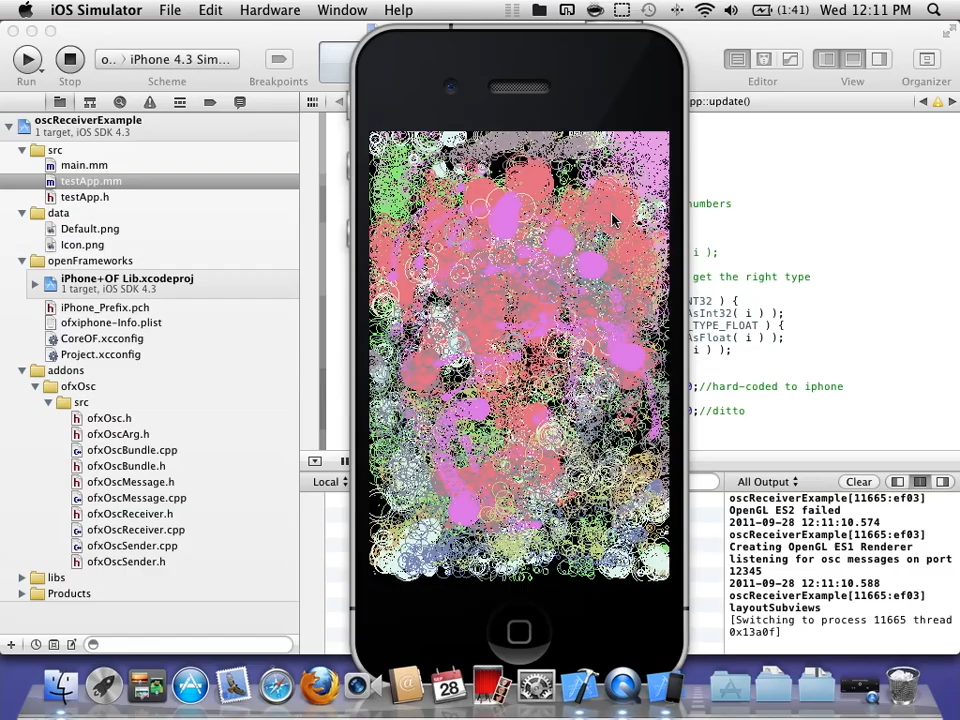 iOS Simulator File Edit Hardware Window Help (1:41) Wed 12:11 PM
o.. iPhone 4.3 Sim...
Run Stop Scheme Breakpoints Editor View Organizer
pp::update()
oscReceiverExample
1 target, iOS SDK 4.3
src
main.mm
testApp.mm
testApp.h
data
Default.png
Icon.png
openFrameworks
iPhone+OF Lib.xcodeproj
1 target, iOS SDK 4.3
iPhone_Prefix.pch
ofxiphone-Info.plist
CoreOF.xcconfig
Project.xcconfig
addons
ofxOsc
src
ofxOsc.h
ofxOscArg.h
ofxOscBundle.cpp
ofxOscBundle.h
ofxOscMessage.h
ofxOscMessage.cpp
ofxOscReceiver.h
ofxOscReceiver.cpp
ofxOscSender.cpp
ofxOscSender.h
libs
Products
numbers
i );
get the right type
INT32 ) {
AsInt32( i ) );
_TYPE_FLOAT ) {
AsFloat( i ) );
i ) );
0;//hard-coded to iphone
0;//ditto
Local
All Output
Clear
oscReceiverExample[11665:ef03]
OpenGL ES2 failed
2011-09-28 12:11:10.574
oscReceiverExample[11665:ef03]
Creating OpenGL ES1 Renderer
listening for osc messages on port
12345
2011-09-28 12:11:10.588
oscReceiverExample[11665:ef03]
layoutSubviews
[Switching to process 11665 thread
0x13a0f]
SEP
28